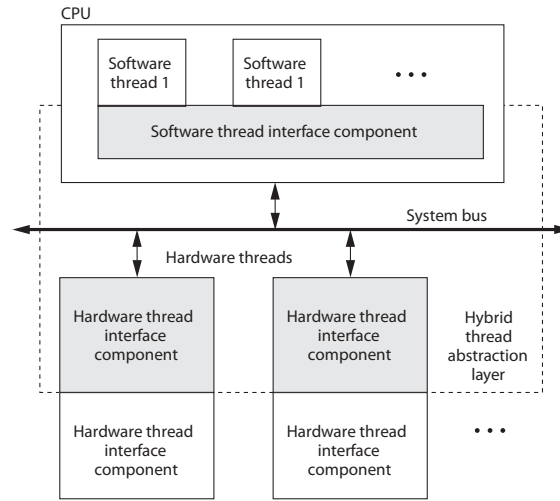 CPU
Software
thread 1
Software
thread 1
• • •
Software thread interface component
System bus
Hardware threads
Hardware thread
interface
component
Hardware thread
interface
component
Hybrid
thread
abstraction
layer
Hardware thread
interface
component
Hardware thread
interface
component
• • •